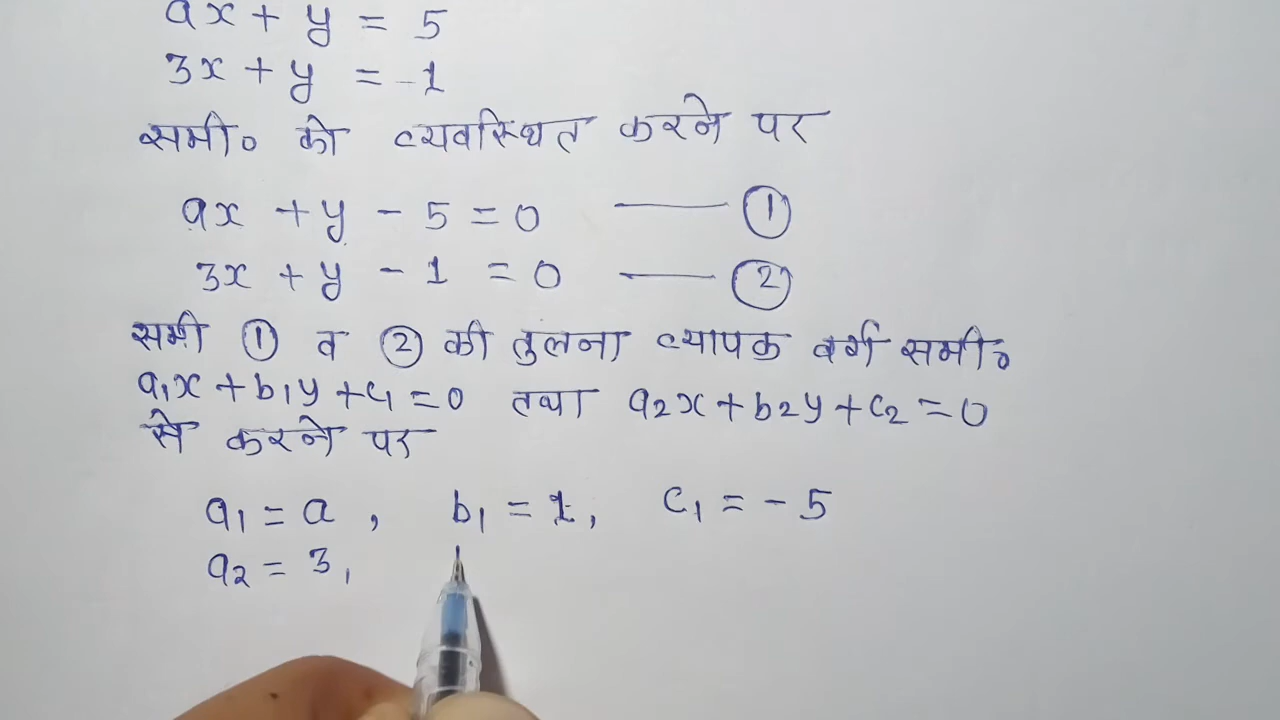 ax + y = 5
3x + y = -1
समी० को व्यवस्थित करने पर
ax + y - 5 = 0 —— ①
3x + y - 1 = 0 —— ②
समी ① व ② की तुलना व्यापक वर्ग समी०
a₁x + b₁y + c₁ = 0 तथा a₂x + b₂y + c₂ = 0
से करने पर
a₁ = a , b₁ = 1, c₁ = - 5
a₂ = 3,